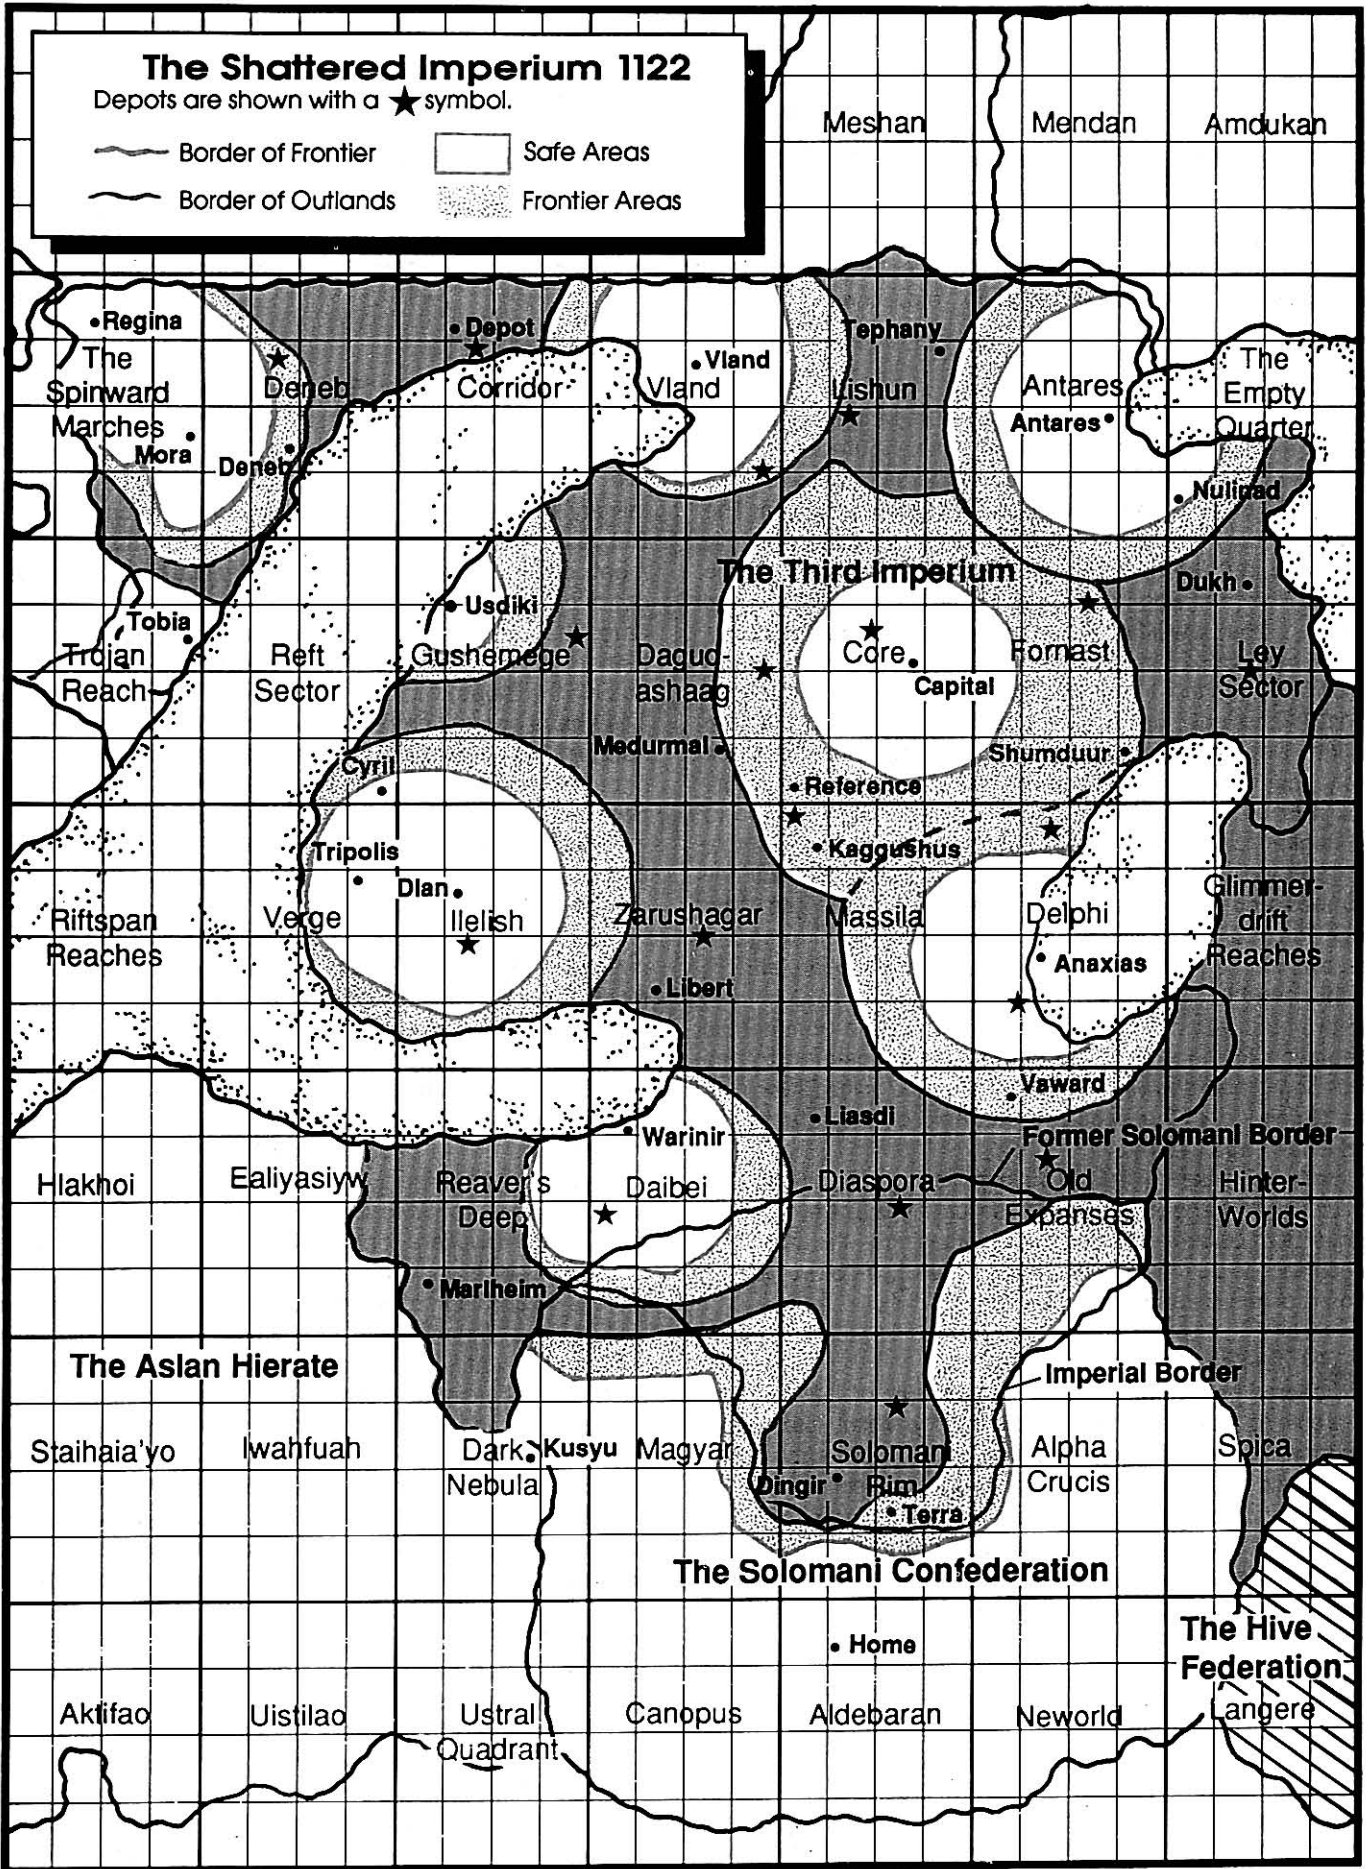 The Shattered Imperium 1122
Depots are shown with a ★ symbol.
Border of Frontier
Safe Areas
Border of Outlands
Frontier Areas
Meshan
Mendan
Amdukan
Regina
The
Spinward
Marches
Mora
Deneb
Deneb
Depot
Corridor
Vland
Vland
Tephany
Lishun
Antares
Antares
The
Empty
Quarter
Nulinad
The Third Imperium
Dukh
Tobia
Trojan
Reach
Reft
Sector
Usdiki
Gushemege
Dagud
ashaag
Core
Capital
Fornast
Ley
Sector
Medurmal
Shumduur
Cyril
Reference
Tripolis
Dlan
Kaggushus
Riftspan
Reaches
Verge
Ilelish
Zarushagar
Massila
Delphi
Glimmer-
drift
Reaches
Anaxias
Libert
Vaward
Liasdi
Warinir
Former Solomani Border
Hlakhoi
Ealiyasiyw
Reaver's
Deep
Daibei
Diaspora
Old
Expanses
Hinter-
Worlds
Marlheim
The Aslan Hierate
Imperial Border
Staihaia'yo
Iwahfuah
Dark
Nebula
Kusyu
Magyar
Solomani
Rim
Dingir
Terra
Alpha
Crucis
Spica
The Solomani Confederation
Home
The Hive
Federation
Aktifao
Uistilao
Ustral
Quadrant
Canopus
Aldebaran
Neworld
Langere